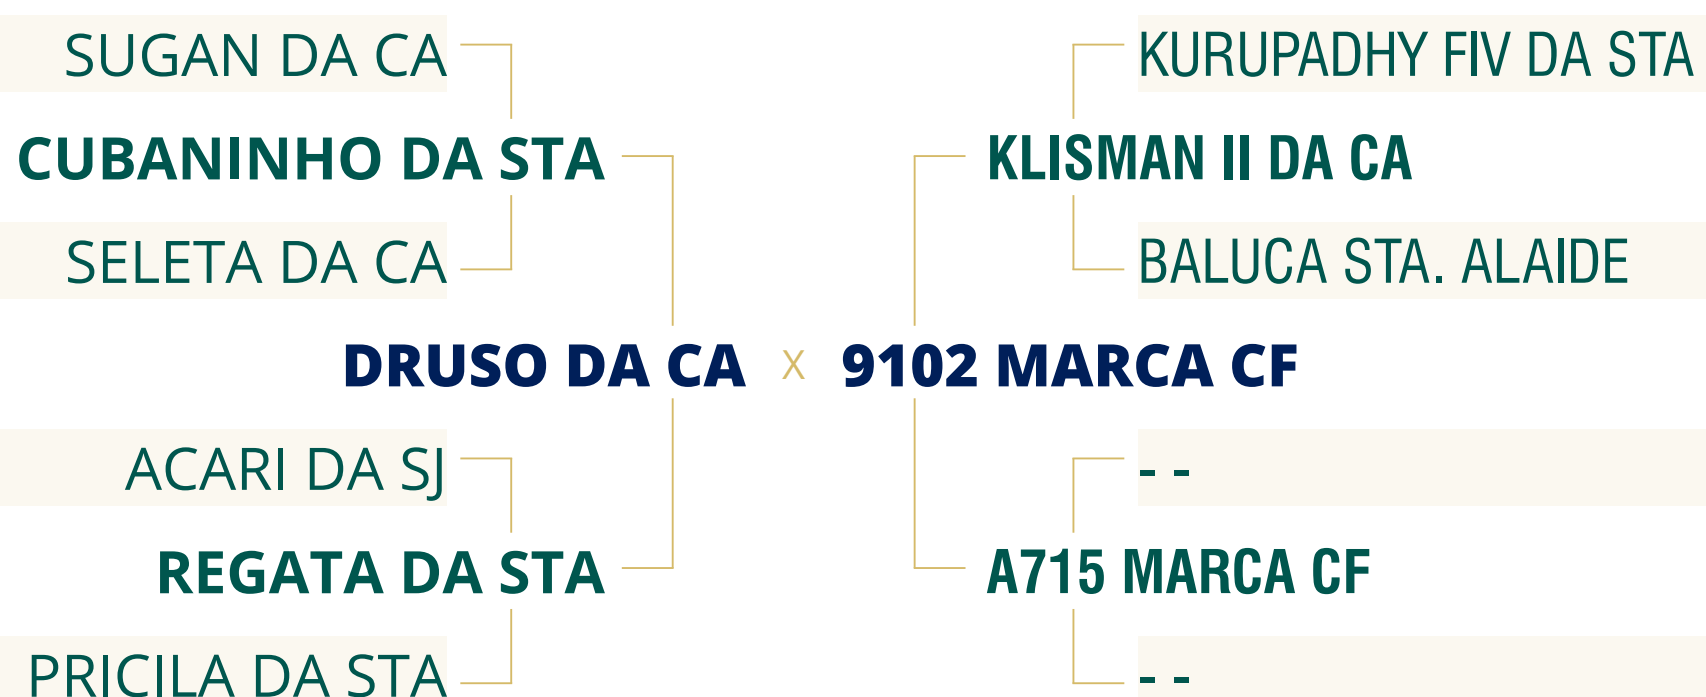 SUGAN DA CA
KURUPADHY FIV DA STA
CUBANINHO DA STA
KLISMAN II DA CA
SELETA DA CA
BALUCA STA. ALAIDE
DRUSO DA CA X 9102 MARCA CF
ACARI DA SJ
- -
REGATA DA STA
A715 MARCA CF
PRICILA DA STA
- -